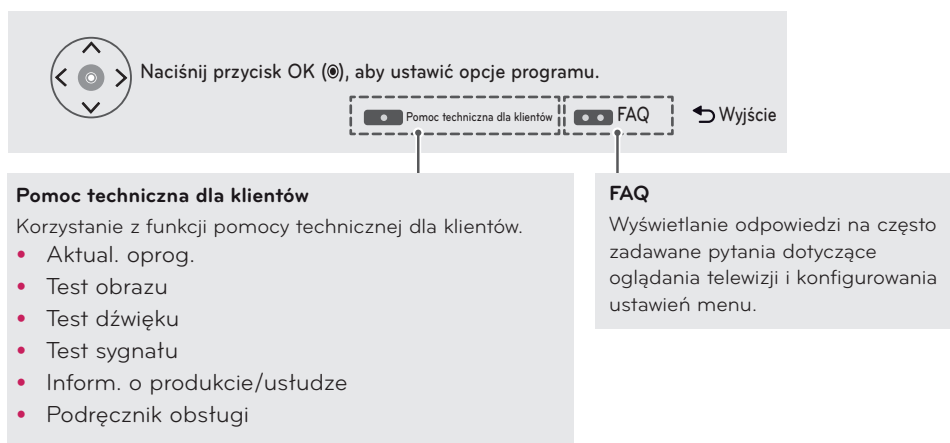 Naciśnij przycisk OK (◉), aby ustawić opcje programu.
Pomoc techniczna dla klientów
FAQ
Wyjście
Pomoc techniczna dla klientów
Korzystanie z funkcji pomocy technicznej dla klientów.
• Aktual. oprog.
• Test obrazu
• Test dźwięku
• Test sygnału
• Inform. o produkcie/usłudze
• Podręcznik obsługi
FAQ
Wyświetlanie odpowiedzi na często
zadawane pytania dotyczące
oglądania telewizji i konfigurowania
ustawień menu.